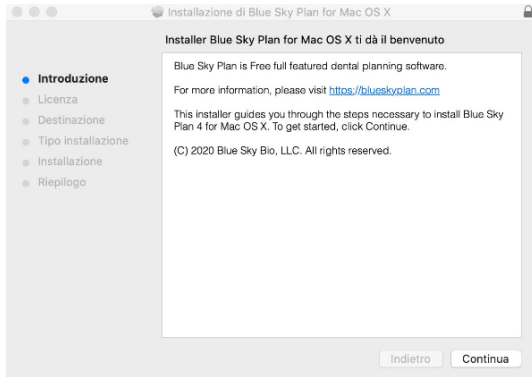 Installazione di Blue Sky Plan for Mac OS X
Installer Blue Sky Plan for Mac OS X ti dà il benvenuto
Introduzione
Licenza
Destinazione
Tipo installazione
Installazione
Riepilogo
Blue Sky Plan is Free full featured dental planning software.
For more information, please visit https://blueskyplan.com
This installer guides you through the steps necessary to install Blue Sky
Plan 4 for Mac OS X. To get started, click Continue.
(C) 2020 Blue Sky Bio, LLC. All rights reserved.
Indietro
Continua